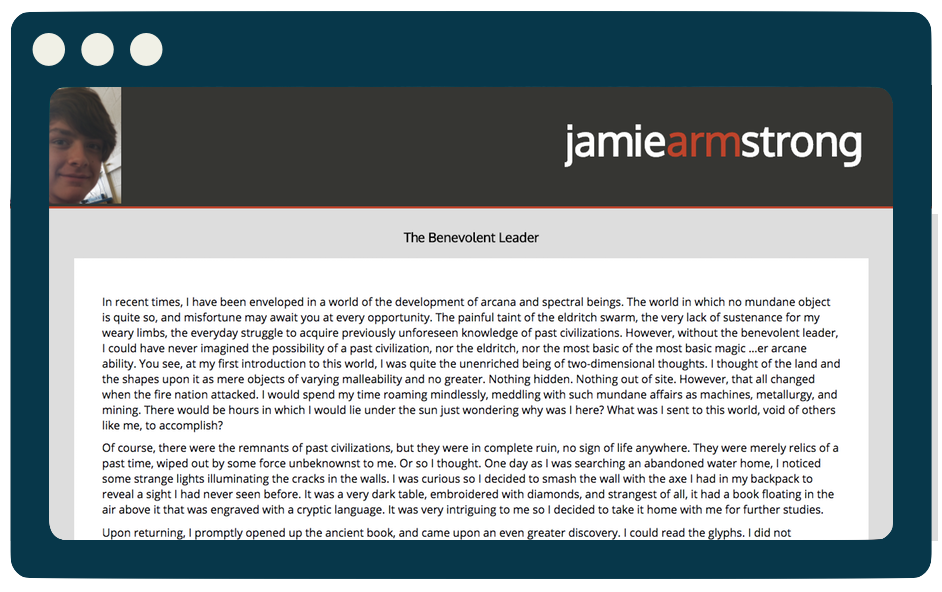 jamiearmstrong
The Benevolent Leader
In recent times, I have been enveloped in a world of the development of arcana and spectral beings. The world in which no mundane object
is quite so, and misfortune may await you at every opportunity. The painful taint of the eldritch swarm, the very lack of sustenance for my
weary limbs, the everyday struggle to acquire previously unforeseen knowledge of past civilizations. However, without the benevolent leader,
I could have never imagined the possibility of a past civilization, nor the eldritch, nor the most basic of the most basic magic ...er arcane
ability. You see, at my first introduction to this world, I was quite the unenriched being of two-dimensional thoughts. I thought of the land and
the shapes upon it as mere objects of varying malleability and no greater. Nothing hidden. Nothing out of site. However, that all changed
when the fire nation attacked. I would spend my time roaming mindlessly, meddling with such mundane affairs as machines, metallurgy, and
mining. There would be hours in which I would lie under the sun just wondering why was I here? What was I sent to this world, void of others
like me, to accomplish?
Of course, there were the remnants of past civilizations, but they were in complete ruin, no sign of life anywhere. They were merely relics of a
past time, wiped out by some force unbeknownst to me. Or so I thought. One day as I was searching an abandoned water home, I noticed
some strange lights illuminating the cracks in the walls. I was curious so I decided to smash the wall with the axe I had in my backpack to
reveal a sight I had never seen before. It was a very dark table, embroidered with diamonds, and strangest of all, it had a book floating in the
air above it that was engraved with a cryptic language. It was very intriguing to me so I decided to take it home with me for further studies.
Upon returning, I promptly opened up the ancient book, and came upon an even greater discovery. I could read the glyphs. I did not